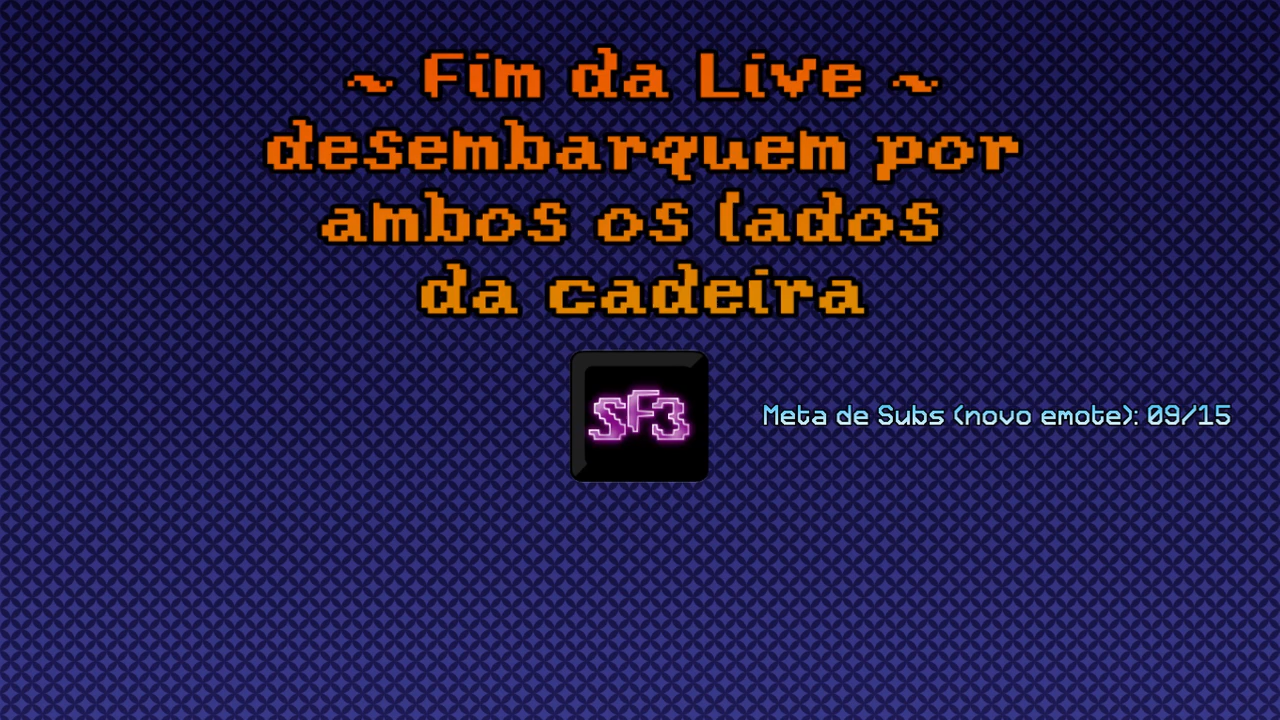 ~ Fim da Live ~
desembarquem por
ambos os lados
da cadeira
SF3
Meta de Subs (novo emote): 09/15